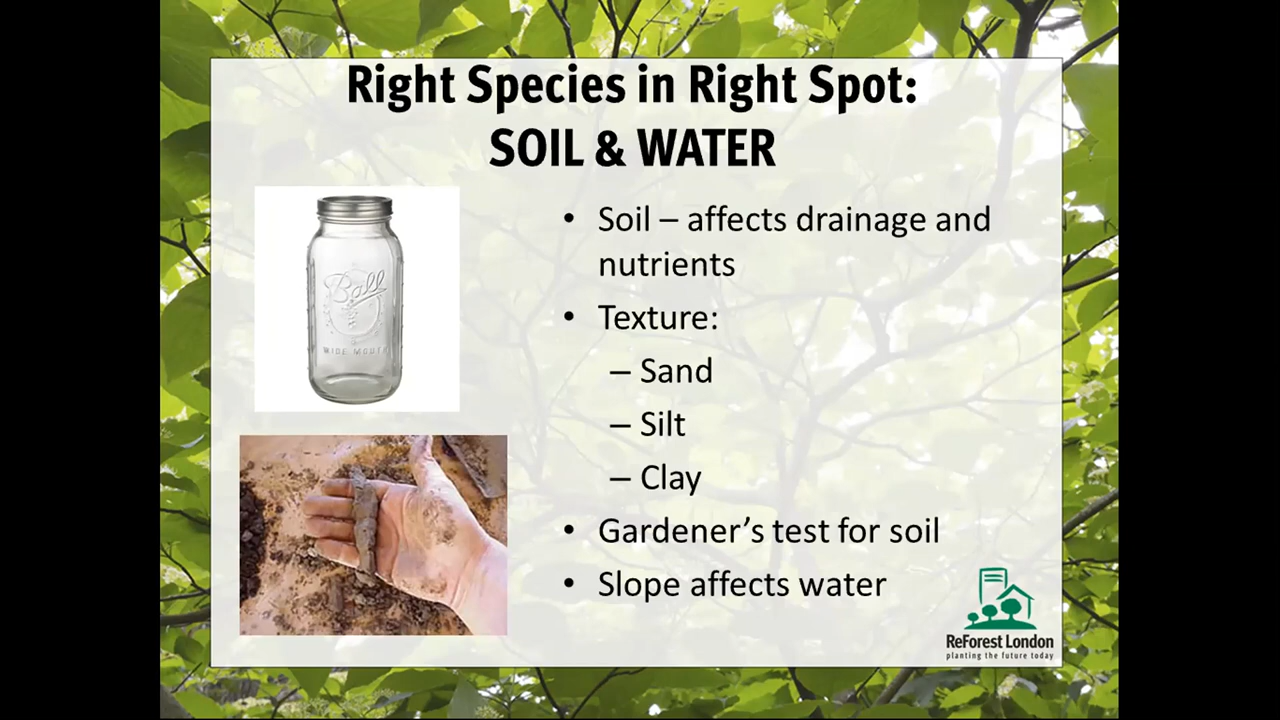 Right Species in Right Spot:
SOIL & WATER
Ball
WIDE MOUTH
• Soil – affects drainage and
nutrients
• Texture:
– Sand
– Silt
– Clay
• Gardener’s test for soil
• Slope affects water
ReForest London
planting the future today